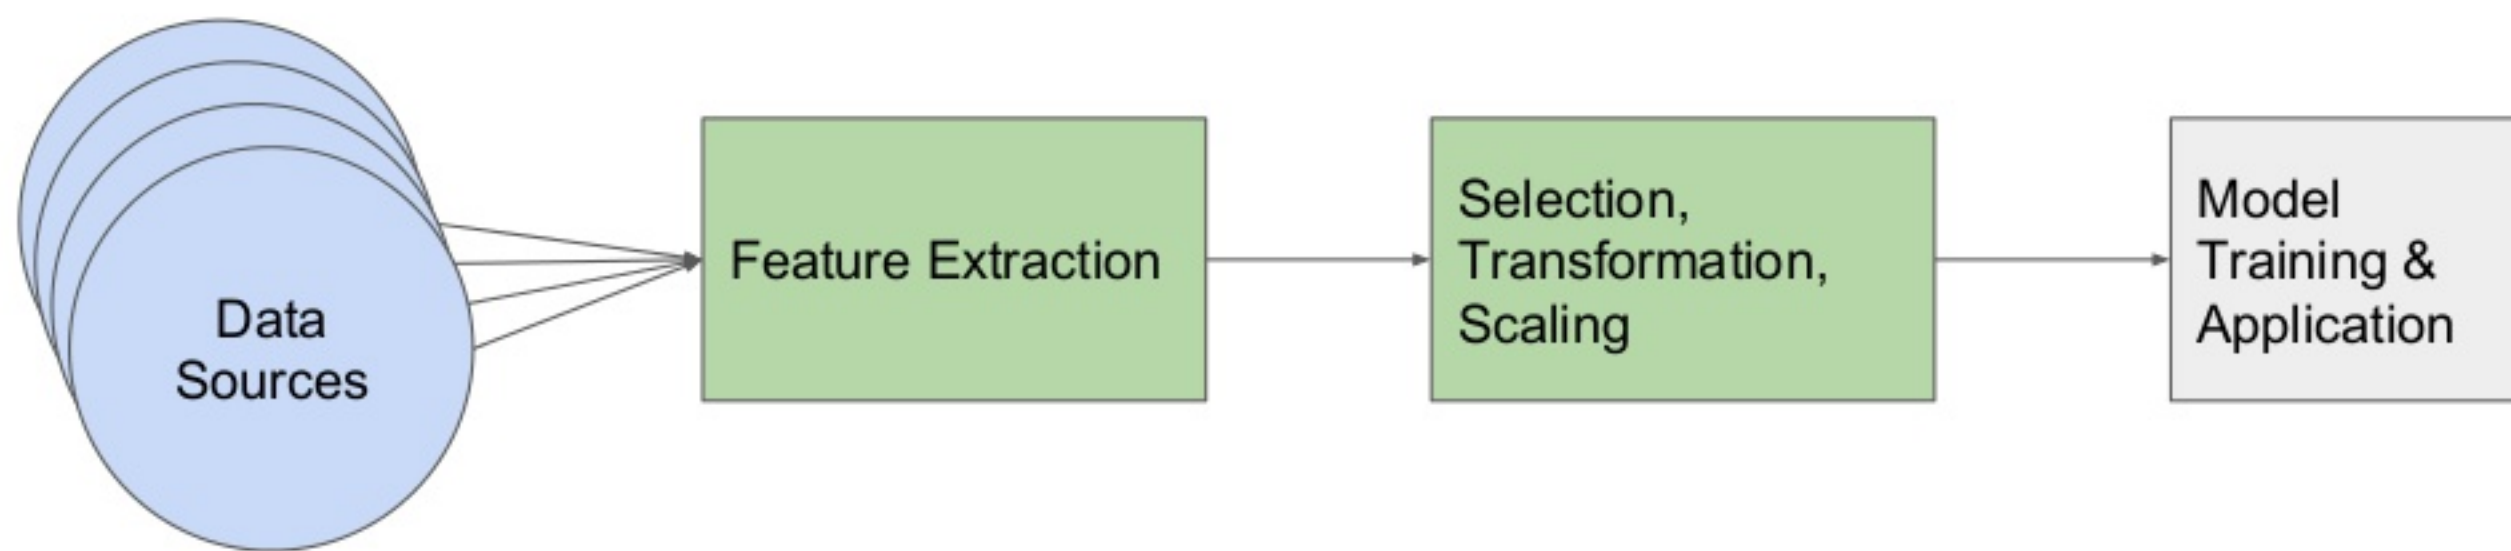 Data
Sources
Feature Extraction
Selection,
Transformation,
Scaling
Model
Training &
Application